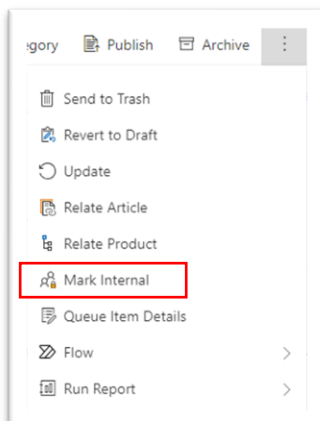 egory Publish Archive
Send to Trash
Revert to Draft
Update
Relate Article
Relate Product
Mark Internal
Queue Item Details
Flow
Run Report